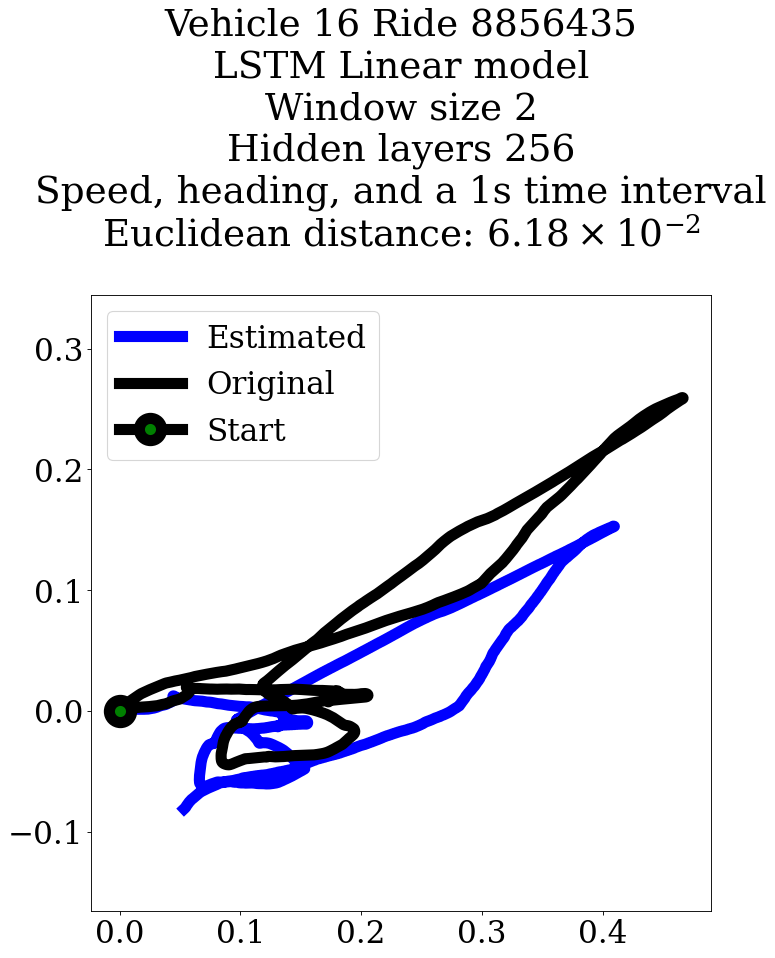 Vehicle 16 Ride 8856435
LSTM Linear model
Window size 2
Hidden layers 256
Speed, heading, and a 1s time interval
Euclidean distance: 6.18 × 10⁻²
Estimated
Original
Start
0.3
0.2
0.1
0.0
−0.1
0.0 0.1 0.2 0.3 0.4